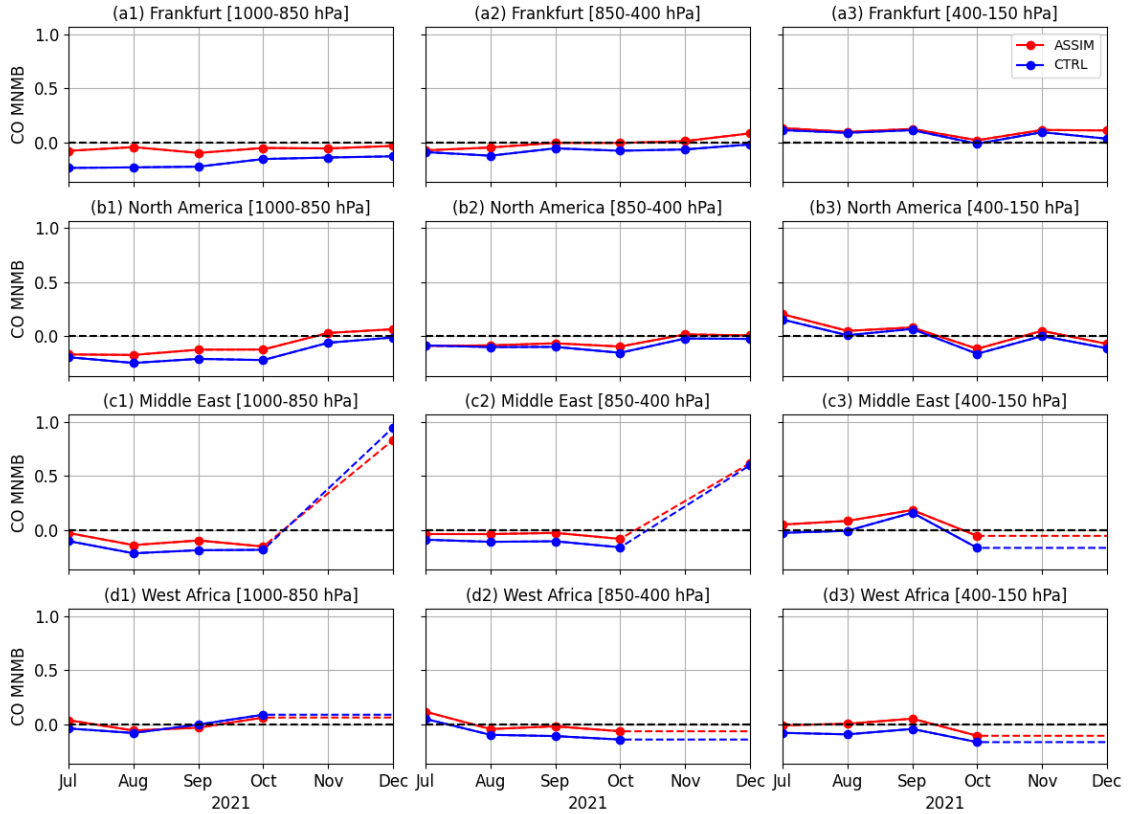 (a1) Frankfurt [1000-850 hPa]
(a2) Frankfurt [850-400 hPa]
(a3) Frankfurt [400-150 hPa]
CO MNMB
1.0
0.5
0.0
ASSIM
CTRL
(b1) North America [1000-850 hPa]
(b2) North America [850-400 hPa]
(b3) North America [400-150 hPa]
CO MNMB
1.0
0.5
0.0
(c1) Middle East [1000-850 hPa]
(c2) Middle East [850-400 hPa]
(c3) Middle East [400-150 hPa]
CO MNMB
1.0
0.5
0.0
(d1) West Africa [1000-850 hPa]
(d2) West Africa [850-400 hPa]
(d3) West Africa [400-150 hPa]
CO MNMB
1.0
0.5
0.0
Jul Aug Sep Oct Nov Dec
2021
Jul Aug Sep Oct Nov Dec
2021
Jul Aug Sep Oct Nov Dec
2021